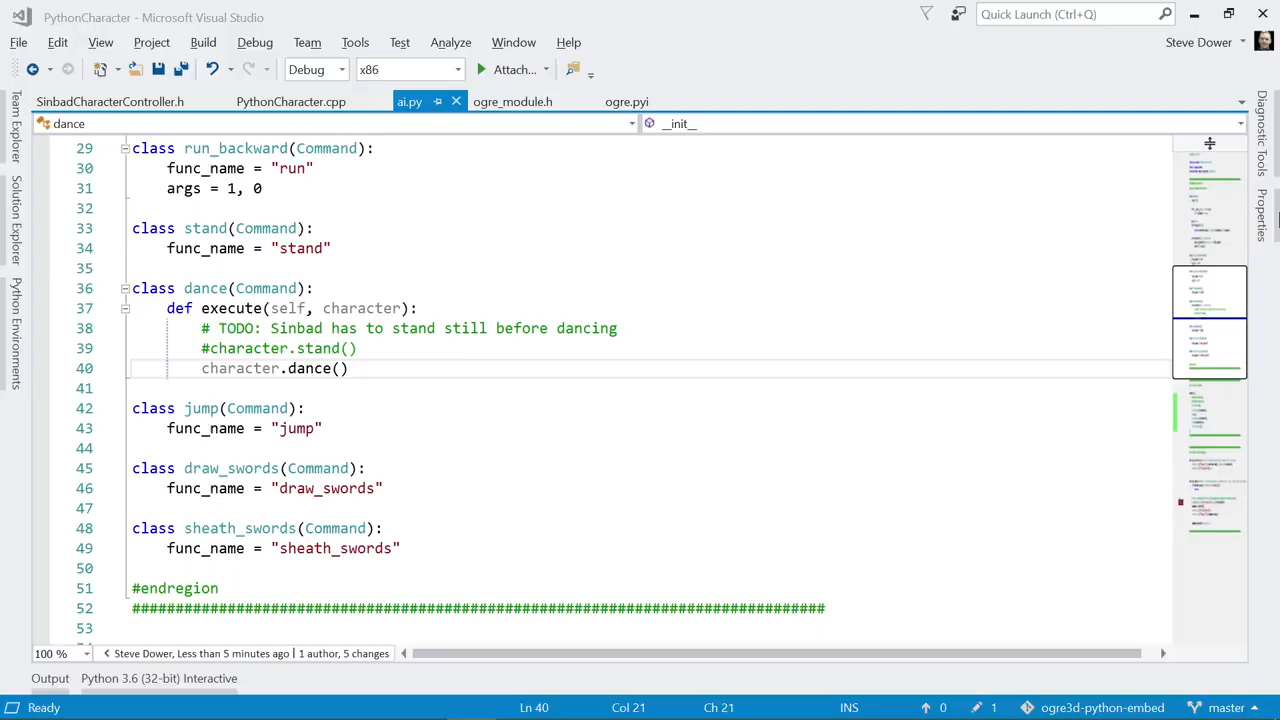 PythonCharacter - Microsoft Visual Studio
Quick Launch (Ctrl+Q)
File Edit View Project Build Debug Team Tools Test Analyze Window Help
Steve Dower
Debug x86 Attach...
SinbadCharacterController.h PythonCharacter.cpp ai.py ogre_module.h ogre.pyi
dance __init__
Team Explorer
Solution Explorer
Python Environments
Diagnostic Tools
Properties
29 class run_backward(Command):
30 func_name = "run"
31 args = 1, 0
32
33 class stand(Command):
34 func_name = "stand"
35
36 class dance(Command):
37 def execute(self, character):
38 # TODO: Sinbad has to stand still before dancing
39 #character.stand()
40 character.dance()
41
42 class jump(Command):
43 func_name = "jump"
44
45 class draw_swords(Command):
46 func_name = "draw_swords"
47
48 class sheath_swords(Command):
49 func_name = "sheath_swords"
50
51 #endregion
52 ################################################################################
53
100 % Steve Dower, Less than 5 minutes ago | 1 author, 5 changes
Output Python 3.6 (32-bit) Interactive
Ready Ln 40 Col 21 Ch 21 INS 0 1 ogre3d-python-embed master